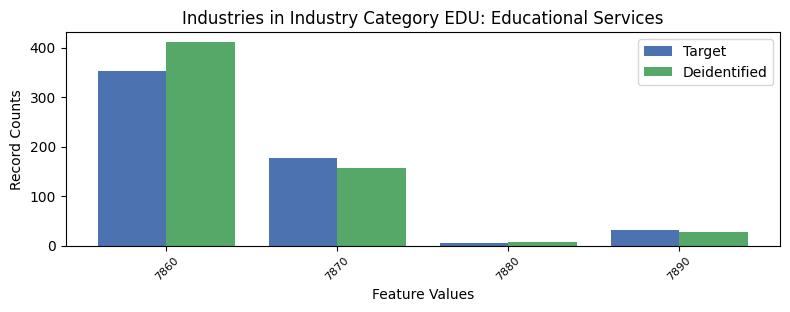 Industries in Industry Category EDU: Educational Services
Target
Deidentified
Record Counts
400
300
200
100
0
7860
7870
7880
7890
Feature Values